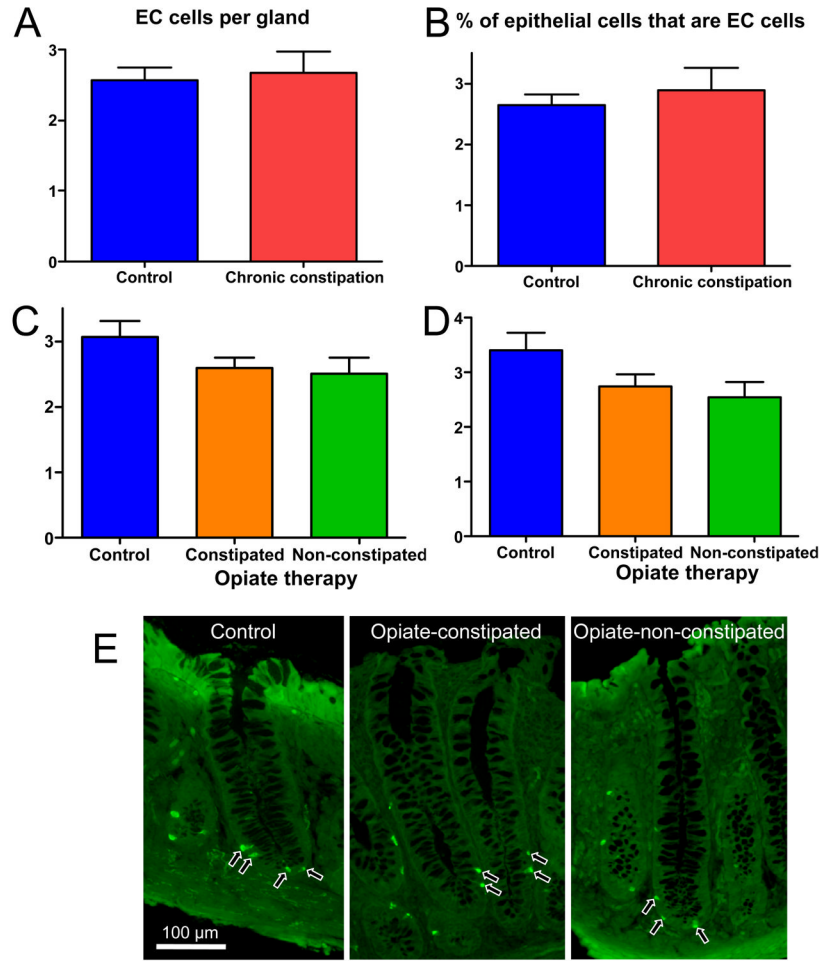 A
EC cells per gland
3
2
1
0
Control
Chronic constipation
B
% of epithelial cells that are EC cells
3
2
1
0
Control
Chronic constipation
C
3
2
1
0
Control
Constipated
Non-constipated
Opiate therapy
D
4
3
2
1
0
Control
Constipated
Non-constipated
Opiate therapy
E
Control
Opiate-constipated
Opiate-non-constipated
100 μm